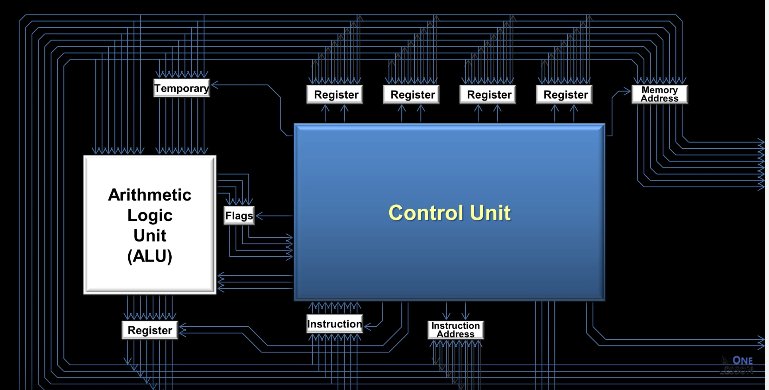 Temporary
Register
Register
Register
Register
Memory
Address
Arithmetic
Logic
Unit
(ALU)
Flags
Control Unit
Register
Instruction
Instruction
Address
ONE